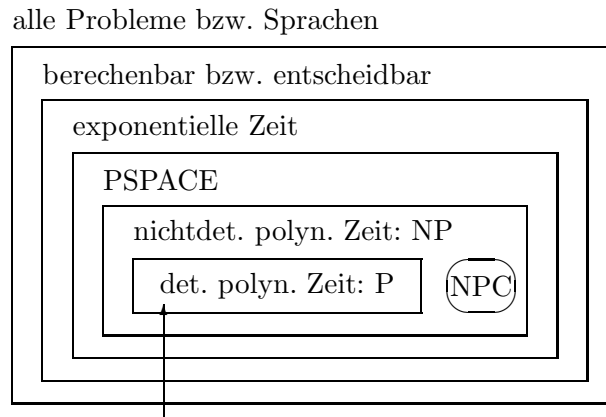 alle Probleme bzw. Sprachen
berechenbar bzw. entscheidbar
exponentielle Zeit
PSPACE
nichtdet. polyn. Zeit: NP
det. polyn. Zeit: P
NPC